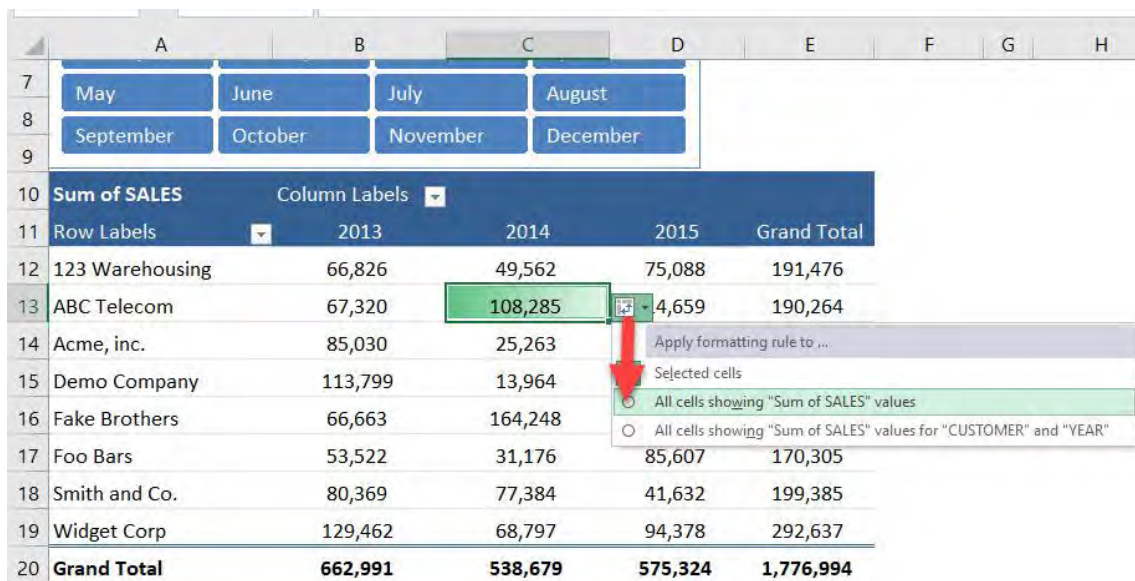 A B C D E F G H
7 May June July August
8
September October November December
9
10 Sum of SALES Column Labels
11 Row Labels 2013 2014 2015 Grand Total
12 123 Warehousing 66,826 49,562 75,088 191,476
13 ABC Telecom 67,320 108,285 4,659 190,264
14 Acme, inc. 85,030 25,263 Apply formatting rule to ...
15 Demo Company 113,799 13,964 Selected cells
All cells showing "Sum of SALES" values
16 Fake Brothers 66,663 164,248 All cells showing "Sum of SALES" values for "CUSTOMER" and "YEAR"
17 Foo Bars 53,522 31,176 85,607 170,305
18 Smith and Co. 80,369 77,384 41,632 199,385
19 Widget Corp 129,462 68,797 94,378 292,637
20 Grand Total 662,991 538,679 575,324 1,776,994